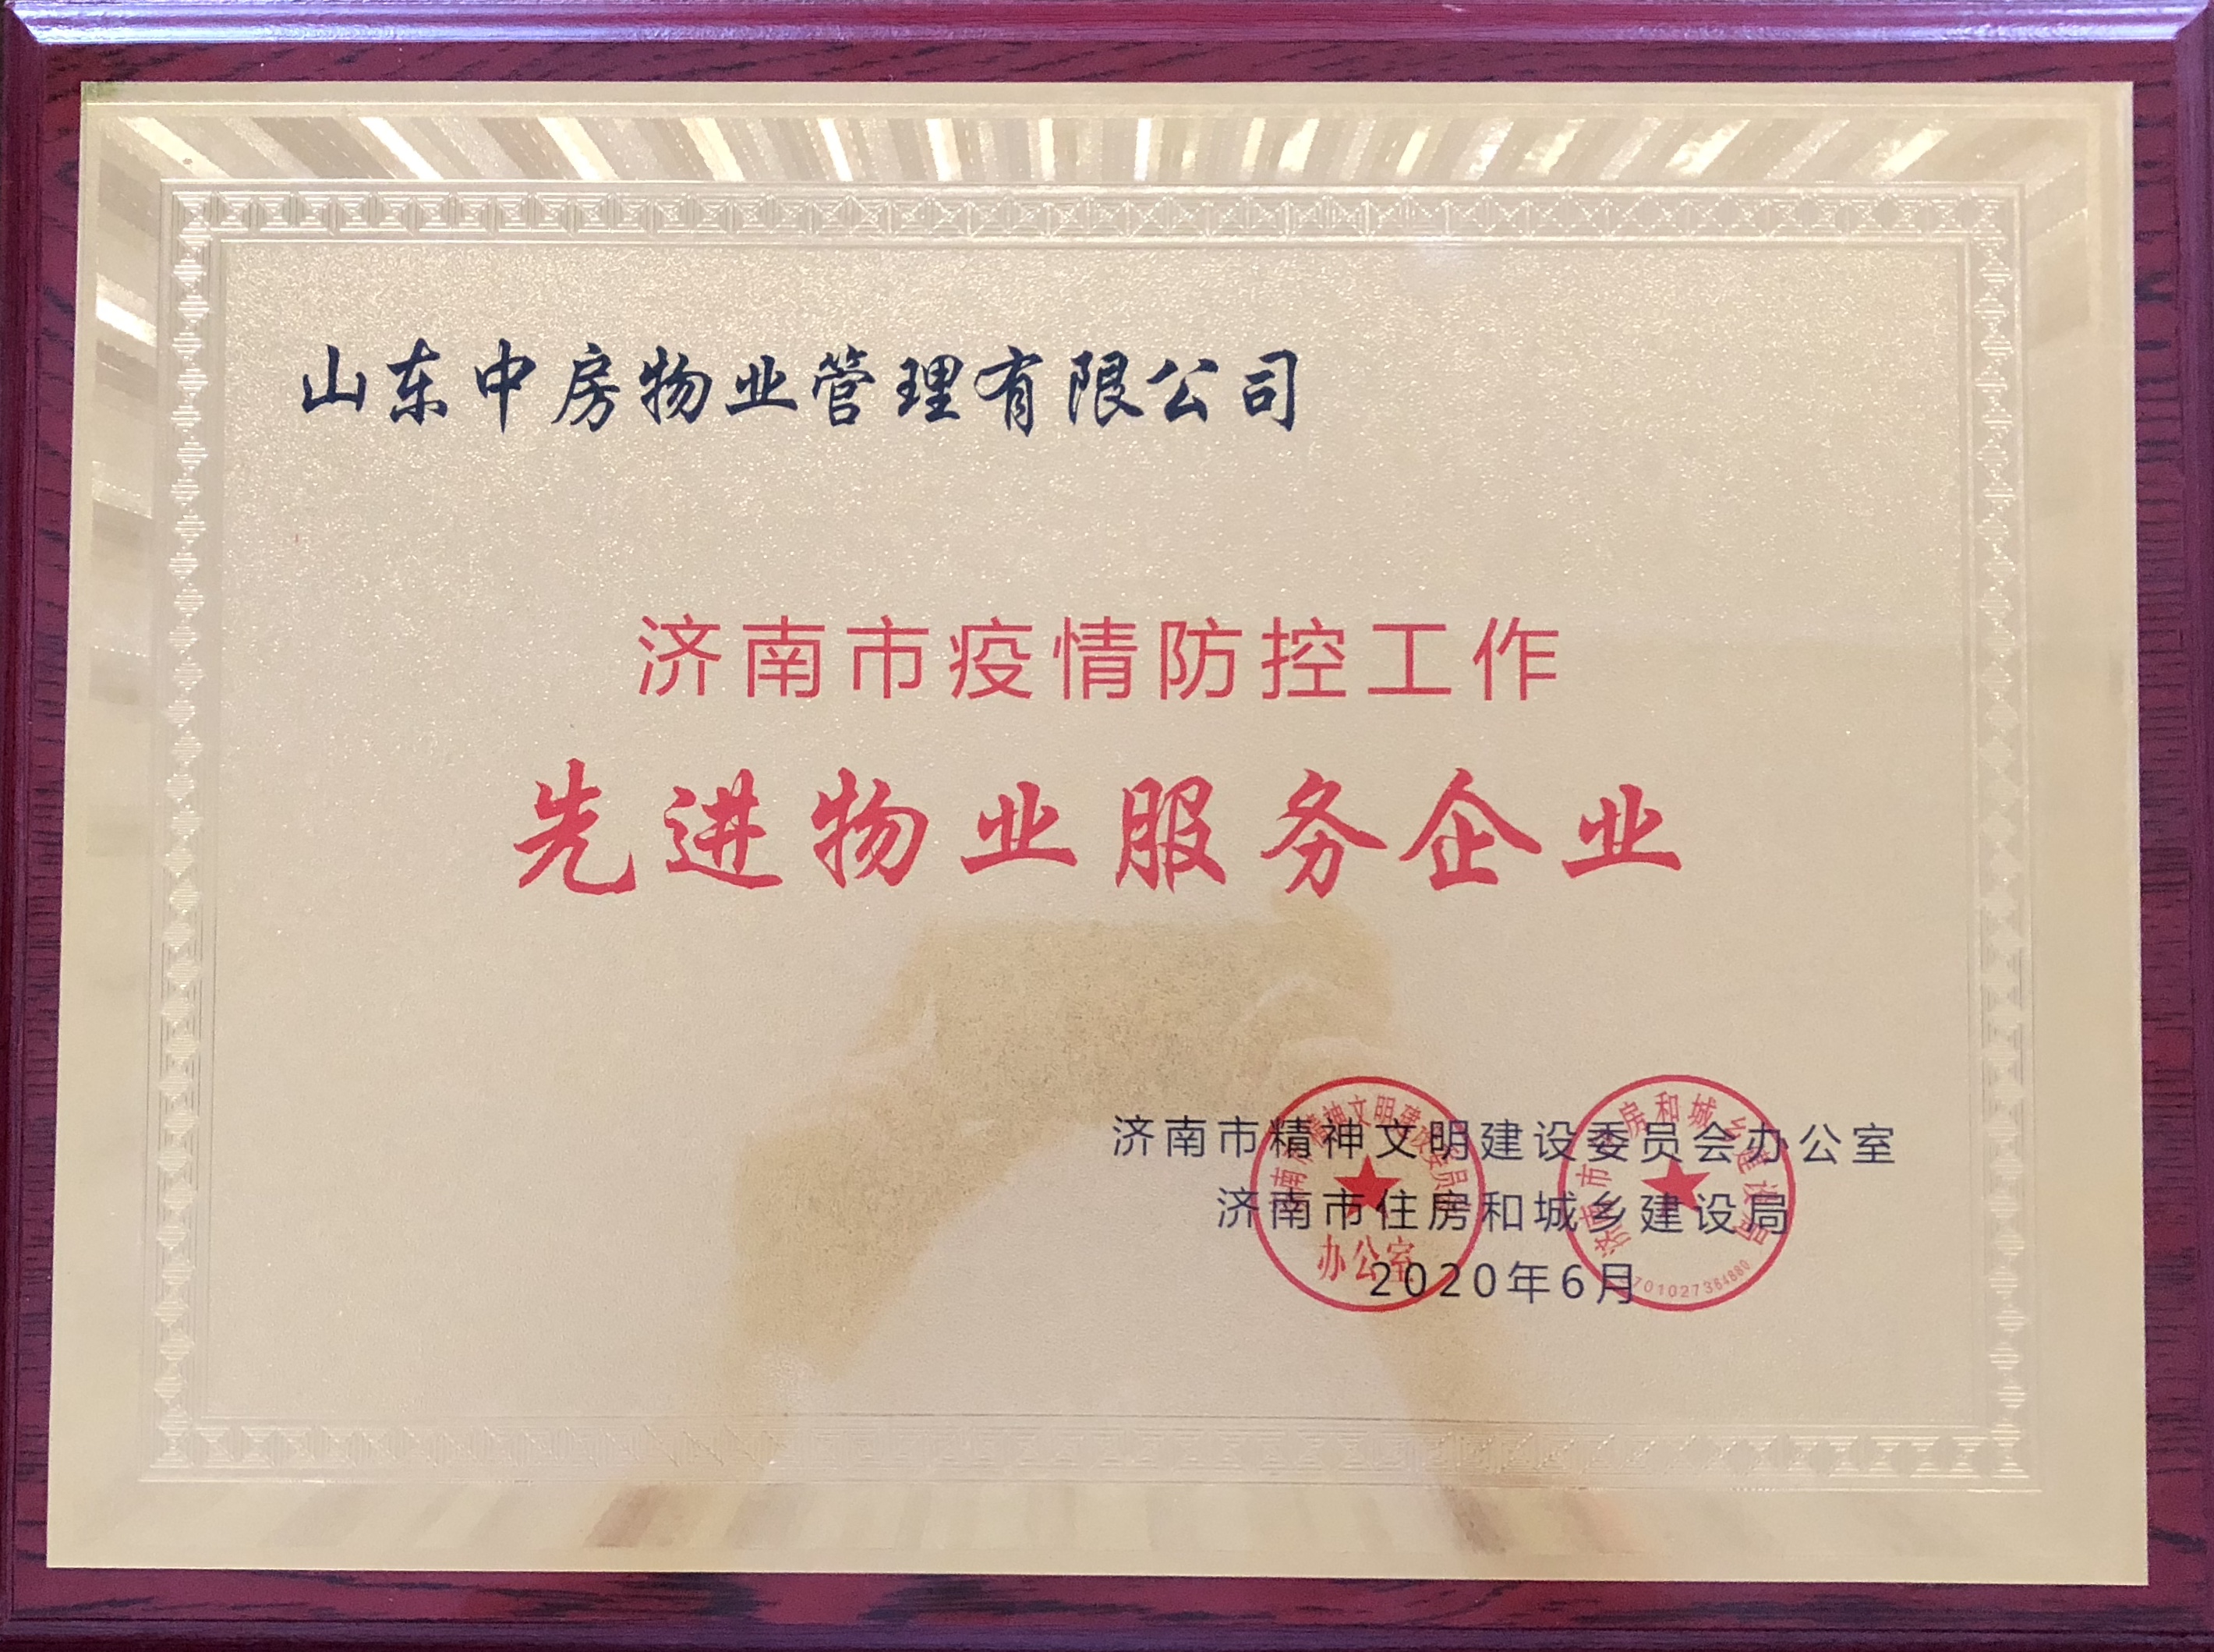 山东中房物业管理有限公司
济南市疫情防控工作
先进物业服务企业
济南市精神文明建设委员会办公室
济南市住房和城乡建设局
2020年6月
办公室